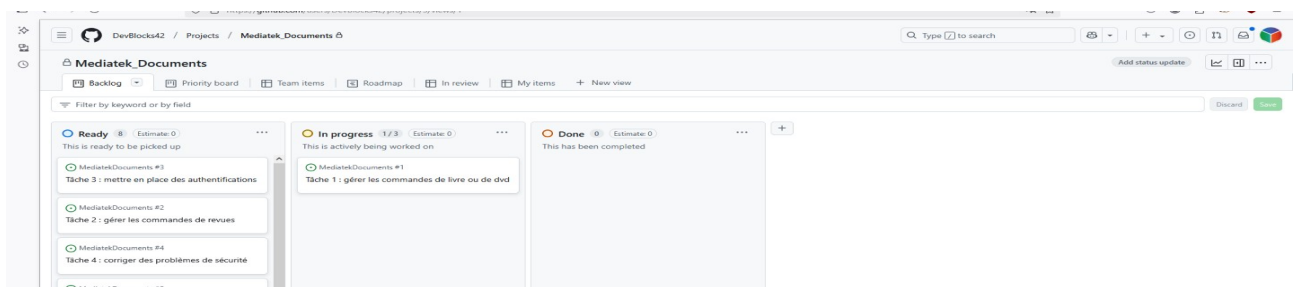 DevBlocks42 / Projects / Mediatek_Documents
Type / to search
Mediatek_Documents
Add status update
Backlog
Priority board
Team items
Roadmap
In review
My items
+ New view
Filter by keyword or by field
Discard
Save
Ready 8 Estimate: 0
This is ready to be picked up
MediatekDocuments #3
Tâche 3 : mettre en place des authentifications
MediatekDocuments #2
Tâche 2 : gérer les commandes de revues
MediatekDocuments #4
Tâche 4 : corriger des problèmes de sécurité
In progress 1 / 3 Estimate: 0
This is actively being worked on
MediatekDocuments #1
Tâche 1 : gérer les commandes de livre ou de dvd
Done 0 Estimate: 0
This has been completed